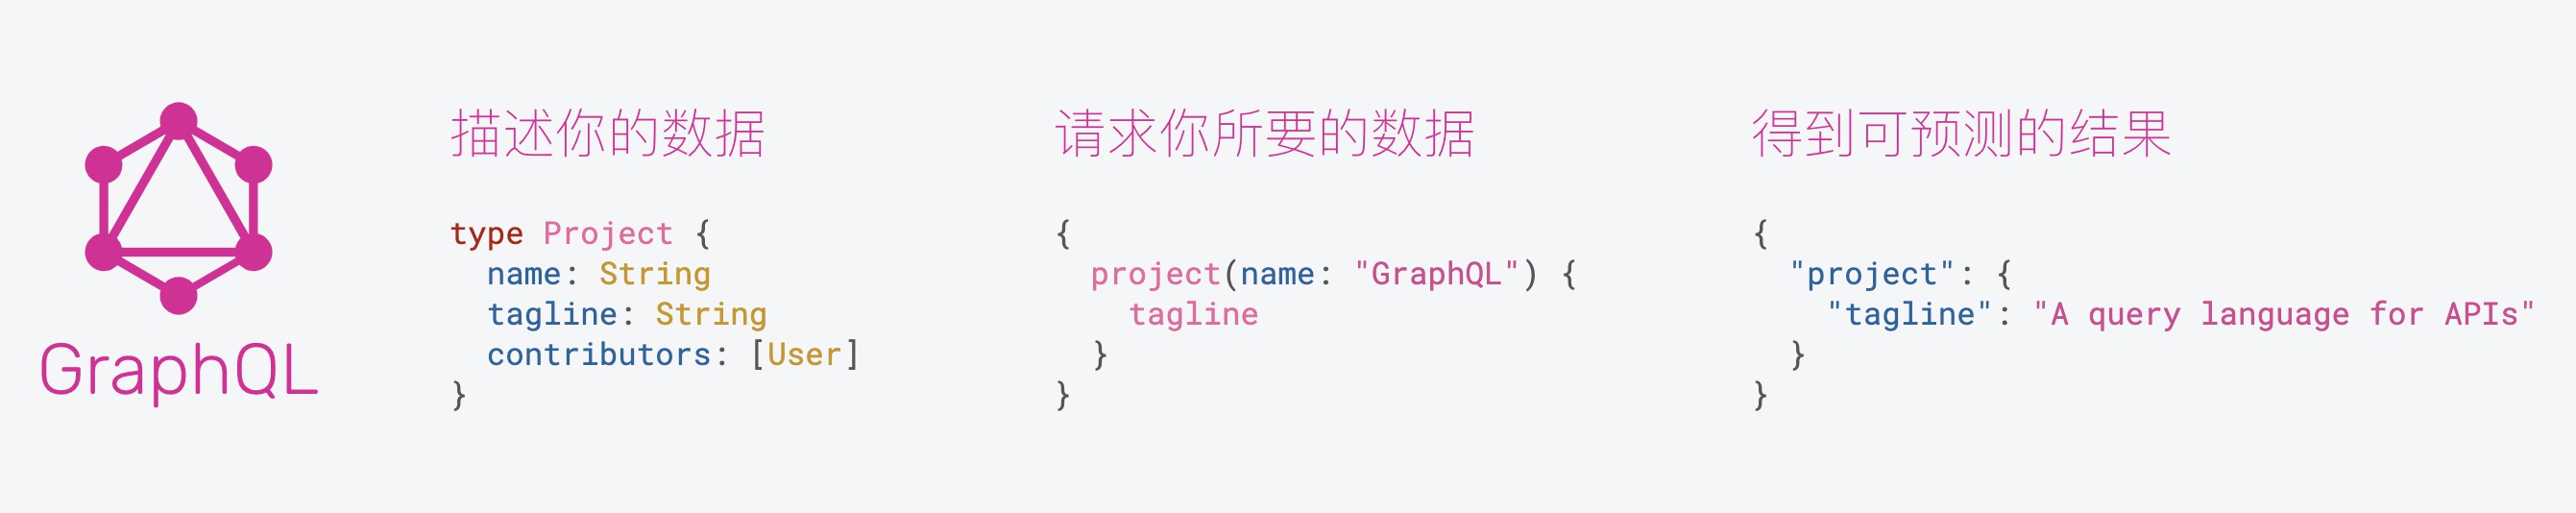 GraphQL
描述你的数据
type Project {
  name: String
  tagline: String
  contributors: [User]
}
请求你所要的数据
{
  project(name: "GraphQL") {
    tagline
  }
}
得到可预测的结果
{
  "project": {
    "tagline": "A query language for APIs"
  }
}